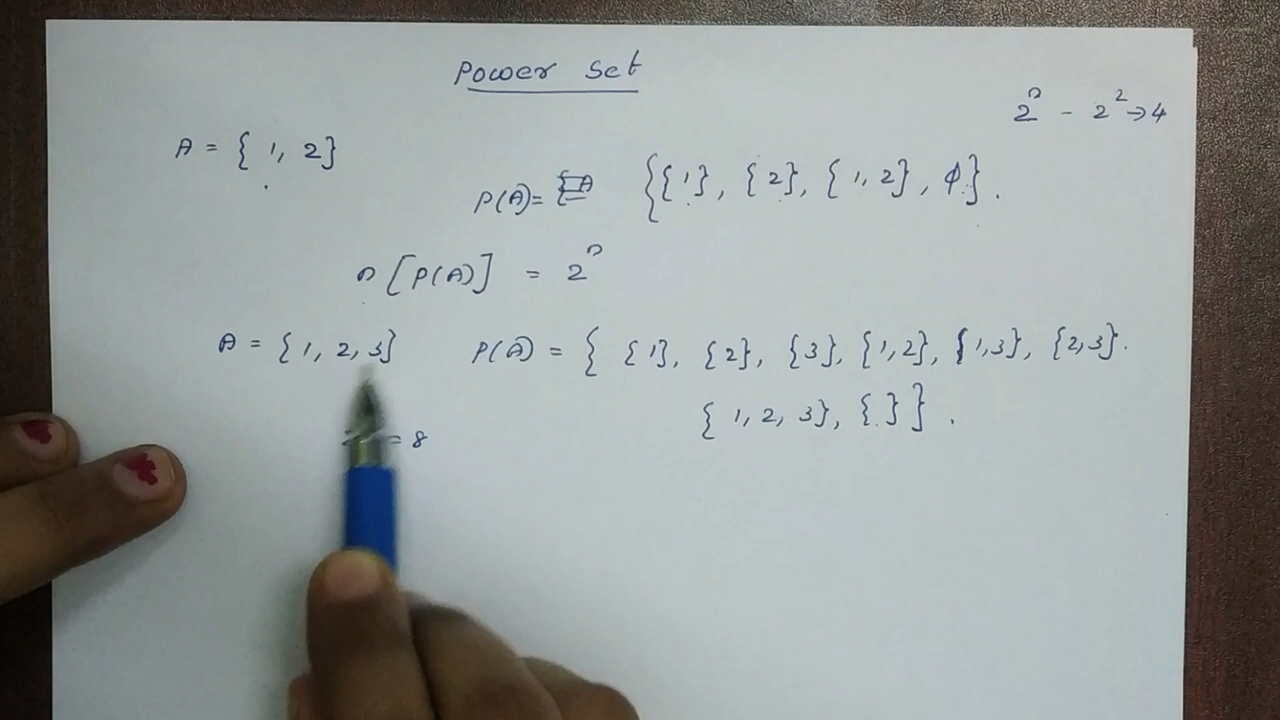 Power Set
2ⁿ - 2² → 4
A = { 1, 2}
P(A) = { {1}, {2}, {1, 2}, ϕ}.
n [P(A)] = 2ⁿ
A = {1, 2, 3} P(A) = { {1}, {2}, {3}, {1,2}, {1,3}, {2,3}.
{ 1, 2, 3}, { } } .
= 8